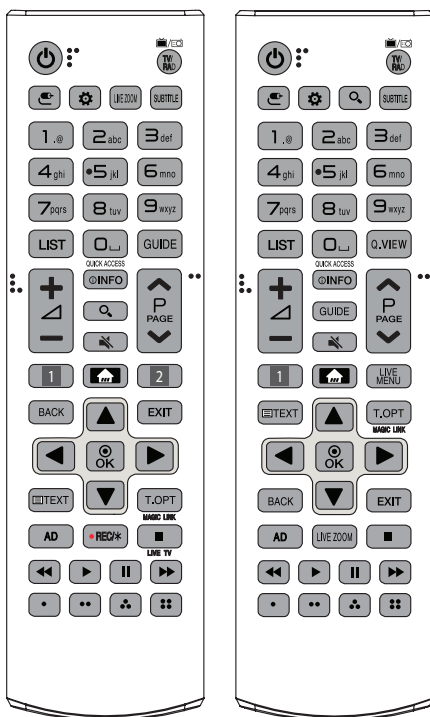 TV/
RAD
LIVE ZOOM SUBTITLE
1.@ 2abc 3def
4ghi 5jkl 6mno
7pqrs 8tuv 9wxyz
LIST 0 GUIDE
QUICK ACCESS
INFO
P
PAGE
1 2
BACK EXIT
OK
TEXT T.OPT
MAGIC LINK
AD REC/*
LIVE TV
TV/
RAD
SUBTITLE
1.@ 2abc 3def
4ghi 5jkl 6mno
7pqrs 8tuv 9wxyz
LIST 0 Q.VIEW
QUICK ACCESS
INFO
P
PAGE
GUIDE
1 LIVE
MENU
TEXT T.OPT
MAGIC LINK
OK
BACK EXIT
AD LIVE ZOOM